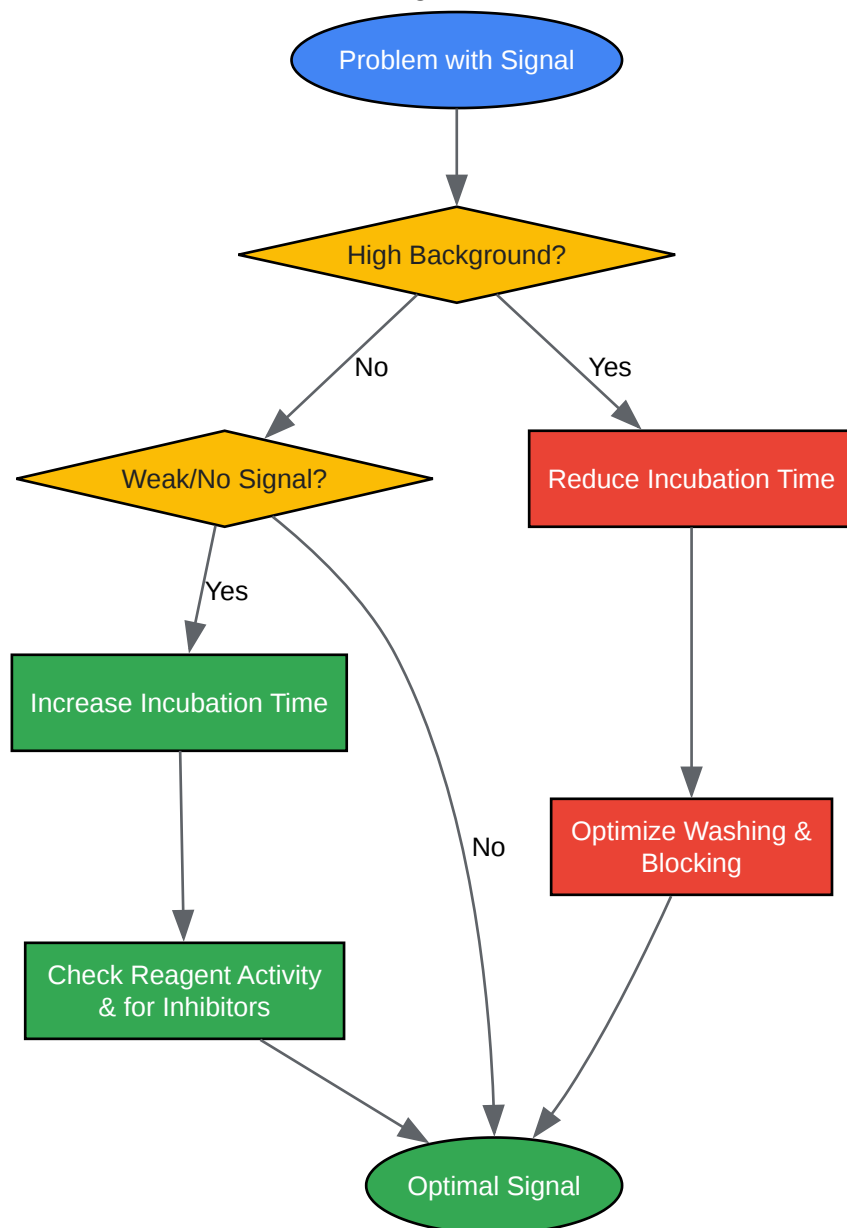 Problem with Signal
High Background?
No
Yes
Weak/No Signal?
Reduce Incubation Time
Yes
Increase Incubation Time
No
Optimize Washing &
Blocking
Check Reagent Activity
& for Inhibitors
Optimal Signal